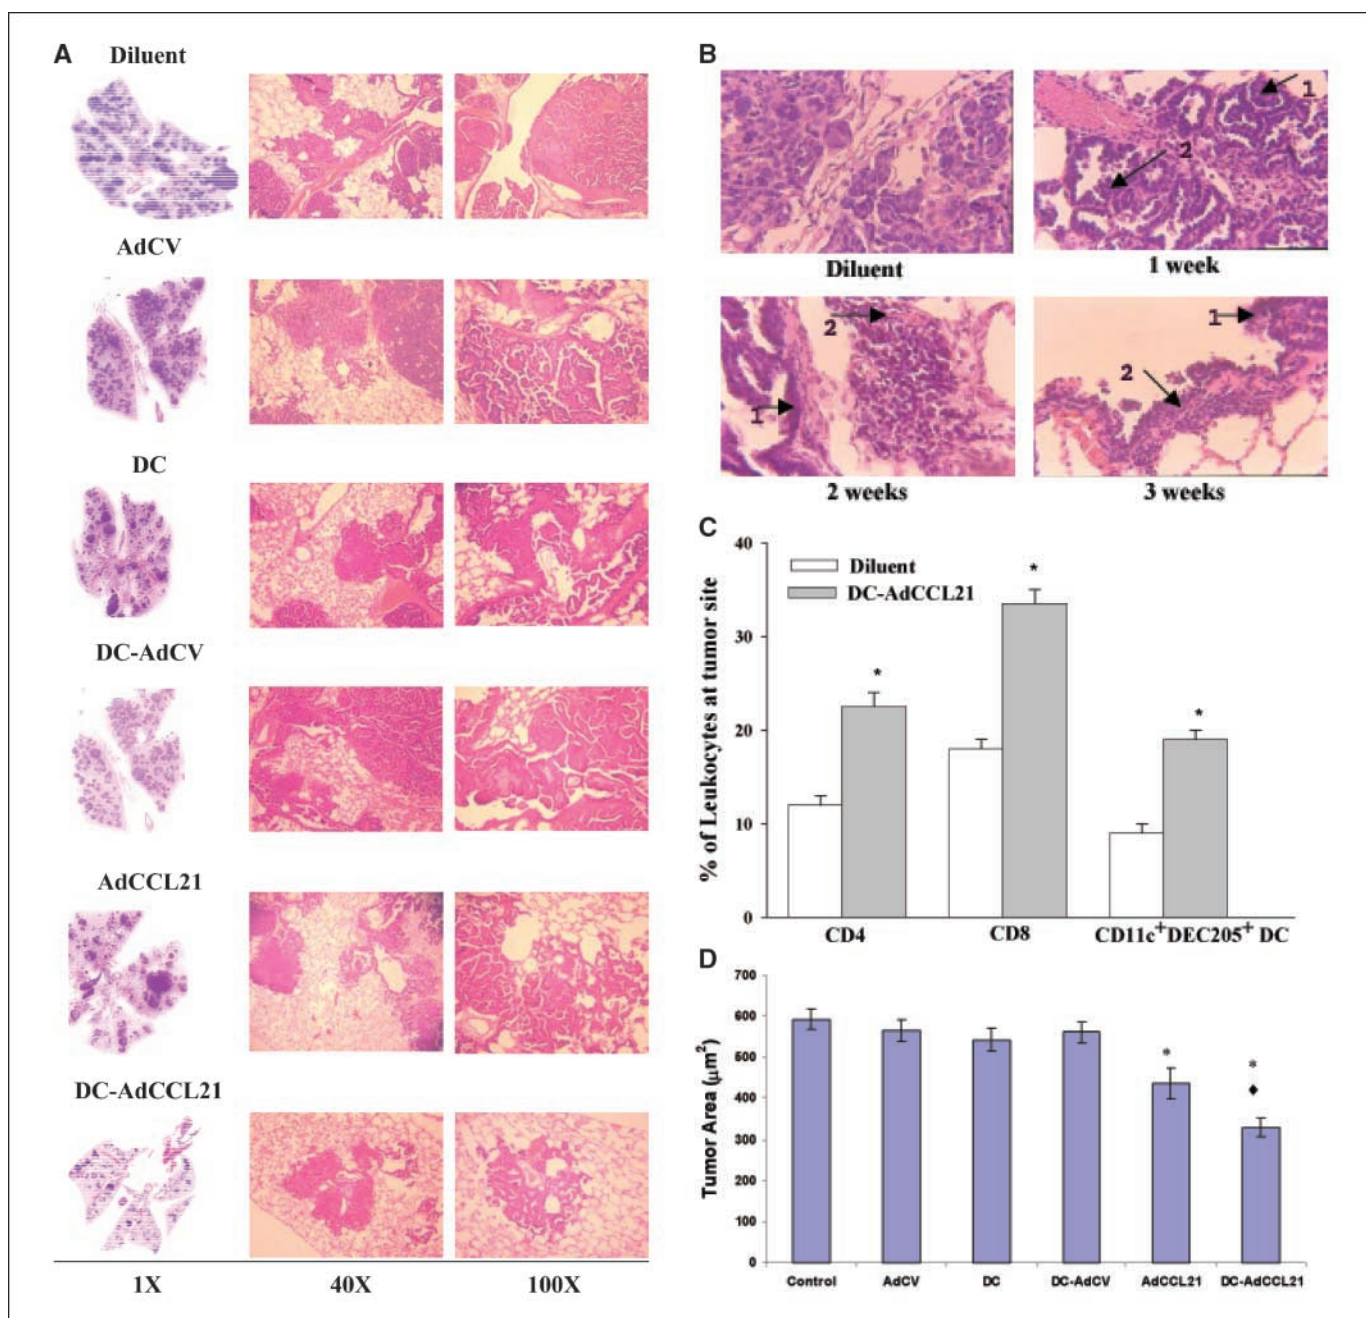 A
Diluent
AdCV
DC
DC-AdCV
AdCCL21
DC-AdCCL21
1X 40X 100X
B
1
2
Diluent
1 week
2
1
1
2
2 weeks
3 weeks
C
40
30
20
10
0
% of Leukocytes at tumor site
Diluent
DC-AdCCL21
*
*
*
CD4 CD8 CD11c+DEC205+ DC
D
700
600
500
400
300
200
100
0
Tumor Area (μm²)
*
*
♦
Control AdCV DC DC-AdCV AdCCL21 DC-AdCCL21